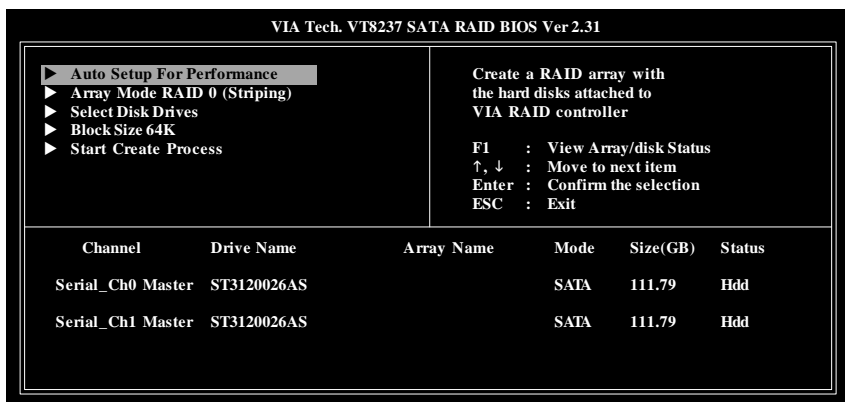 VIA Tech. VT8237 SATA RAID BIOS Ver 2.31
▶ Auto Setup For Performance
▶ Array Mode RAID 0 (Striping)
▶ Select Disk Drives
▶ Block Size 64K
▶ Start Create Process
Create a RAID array with
the hard disks attached to
VIA RAID controller
F1 : View Array/disk Status
↑, ↓ : Move to next item
Enter : Confirm the selection
ESC : Exit
Channel Drive Name Array Name Mode Size(GB) Status
Serial_Ch0 Master ST3120026AS SATA 111.79 Hdd
Serial_Ch1 Master ST3120026AS SATA 111.79 Hdd